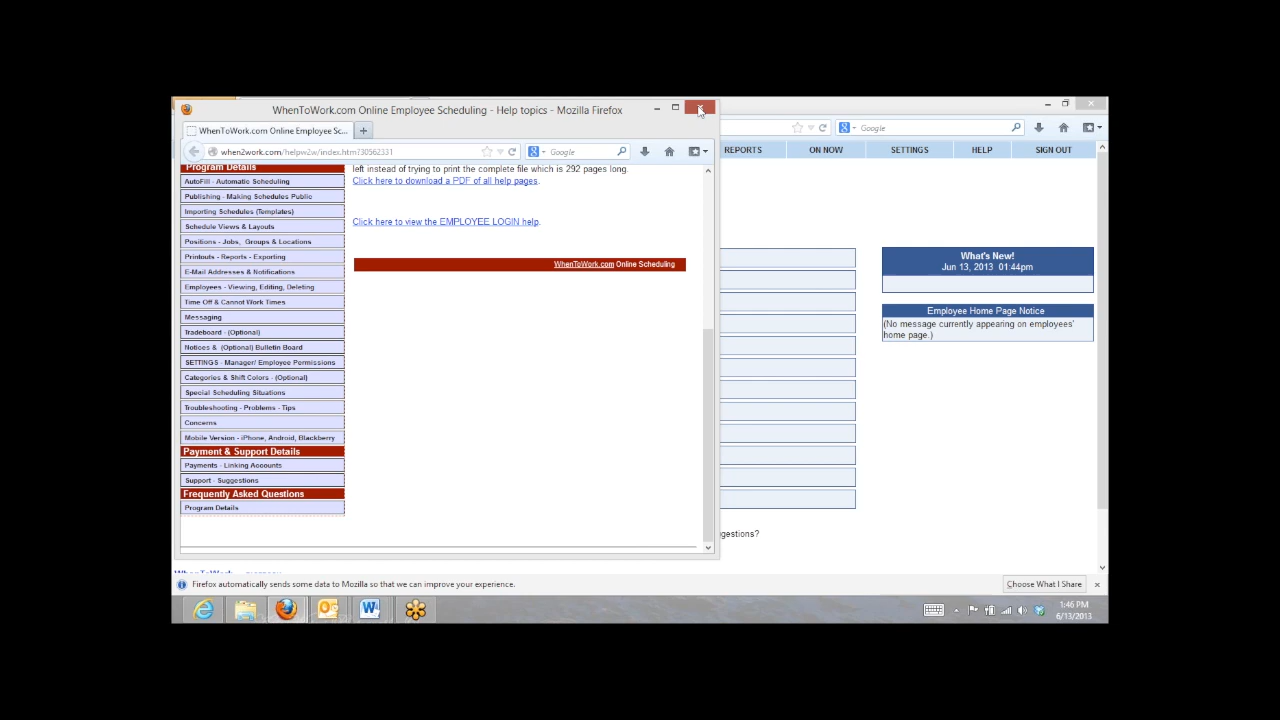 WhenToWork.com Online Employee Scheduling - Help topics - Mozilla Firefox
WhenToWork.com Online Employee Sc...
when2work.com/helpw2w/index.htm?30562331
Google
Google
REPORTS ON NOW SETTINGS HELP SIGN OUT
Program Details
AutoFill - Automatic Scheduling
Publishing - Making Schedules Public
Importing Schedules (Templates)
Schedule Views & Layouts
Positions - Jobs, Groups & Locations
Printouts - Reports - Exporting
E-Mail Addresses & Notifications
Employees - Viewing, Editing, Deleting
Time Off & Cannot Work Times
Messaging
Tradeboard - (Optional)
Notices & (Optional) Bulletin Board
SETTINGS - Manager/ Employee Permissions
Categories & Shift Colors - (Optional)
Special Scheduling Situations
Troubleshooting - Problems - Tips
Concerns
Mobile Version - iPhone, Android, Blackberry
Payment & Support Details
Payments - Linking Accounts
Support - Suggestions
Frequently Asked Questions
Program Details
left instead of trying to print the complete file which is 292 pages long.
Click here to download a PDF of all help pages.
Click here to view the EMPLOYEE LOGIN help.
WhenToWork.com Online Scheduling
What's New!
Jun 13, 2013 01:44pm
Employee Home Page Notice
(No message currently appearing on employees'
home page.)
gestions?
Firefox automatically sends some data to Mozilla so that we can improve your experience.
Choose What I Share
1:46 PM
6/13/2013